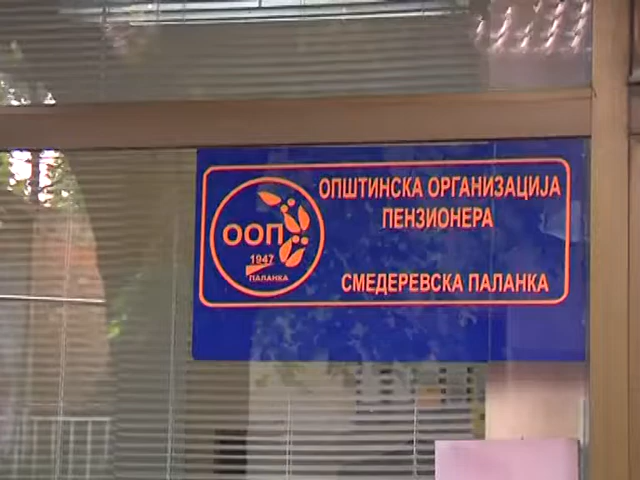 ОПШТИНСКА ОРГАНИЗАЦИЈА
ПЕНЗИОНЕРА
СМЕДЕРЕВСКА ПАЛАНКА
ООП
1947
ПАЛАНКА